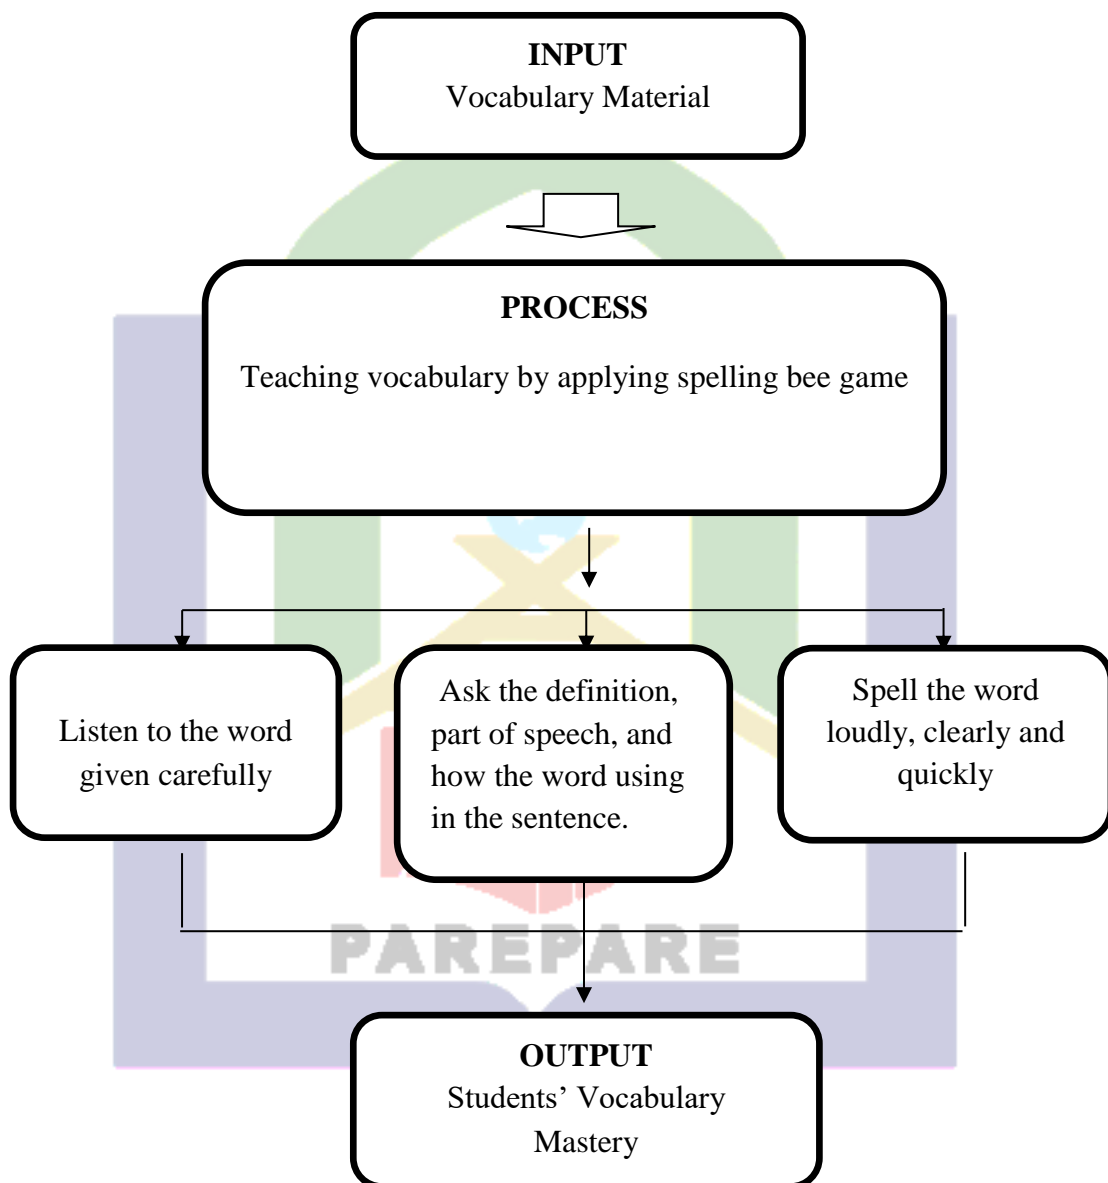 INPUT
Vocabulary Material
PROCESS
Teaching vocabulary by applying spelling bee game
Listen to the word
given carefully
Ask the definition,
part of speech, and
how the word using
in the sentence.
Spell the word
loudly, clearly and
quickly
PAREPARE
OUTPUT
Students’ Vocabulary
Mastery